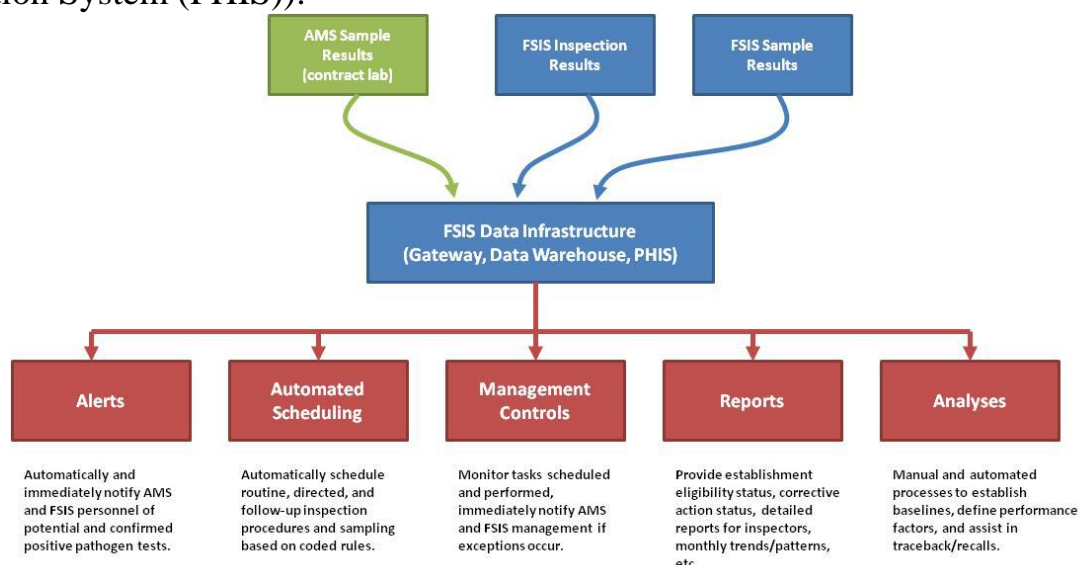 tion System (PHIS)).
AMS Sample
Results
(contract lab)
FSIS Inspection
Results
FSIS Sample
Results
FSIS Data Infrastructure
(Gateway, Data Warehouse, PHIS)
Alerts
Automated
Scheduling
Management
Controls
Reports
Analyses
Automatically and
immediately notify AMS
and FSIS personnel of
potential and confirmed
positive pathogen tests.
Automatically schedule
routine, directed, and
follow-up inspection
procedures and sampling
based on coded rules.
Monitor tasks scheduled
and performed,
immediately notify AMS
and FSIS management if
exceptions occur.
Provide establishment
eligibility status, corrective
action status, detailed
reports for inspectors,
monthly trends/patterns,
etc
Manual and automated
processes to establish
baselines, define performance
factors, and assist in
traceback/recalls.